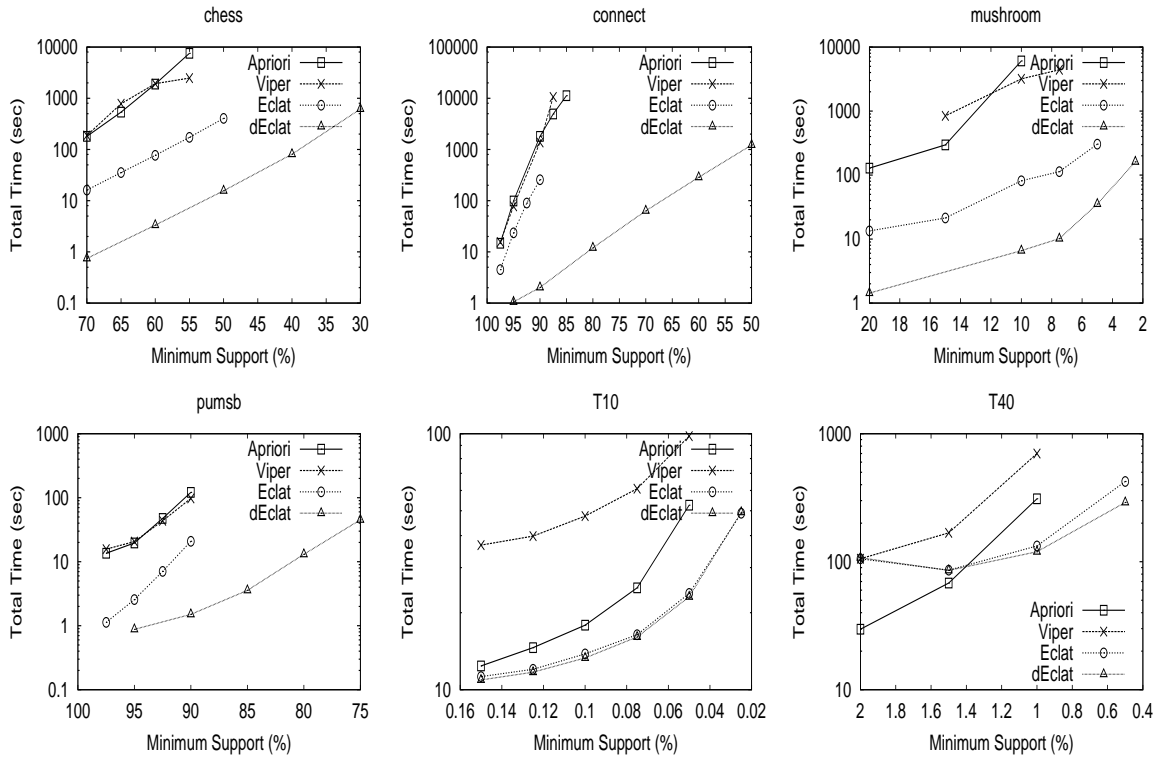 chess
10000
1000
100
10
1
0.1
Total Time (sec)
70 65 60 55 50 45 40 35 30
Minimum Support (%)
Apriori
Viper
Eclat
dEclat
connect
100000
10000
1000
100
10
1
Total Time (sec)
100 95 90 85 80 75 70 65 60 55 50
Minimum Support (%)
Apriori
Viper
Eclat
dEclat
mushroom
10000
1000
100
10
1
Total Time (sec)
20 18 16 14 12 10 8 6 4 2
Minimum Support (%)
Apriori
Viper
Eclat
dEclat
pumsb
1000
100
10
1
0.1
Total Time (sec)
100 95 90 85 80 75
Minimum Support (%)
Apriori
Viper
Eclat
dEclat
T10
100
10
Total Time (sec)
0.16 0.14 0.12 0.1 0.08 0.06 0.04 0.02
Minimum Support (%)
Apriori
Viper
Eclat
dEclat
T40
1000
100
10
Total Time (sec)
2 1.8 1.6 1.4 1.2 1 0.8 0.6 0.4
Minimum Support (%)
Apriori
Viper
Eclat
dEclat